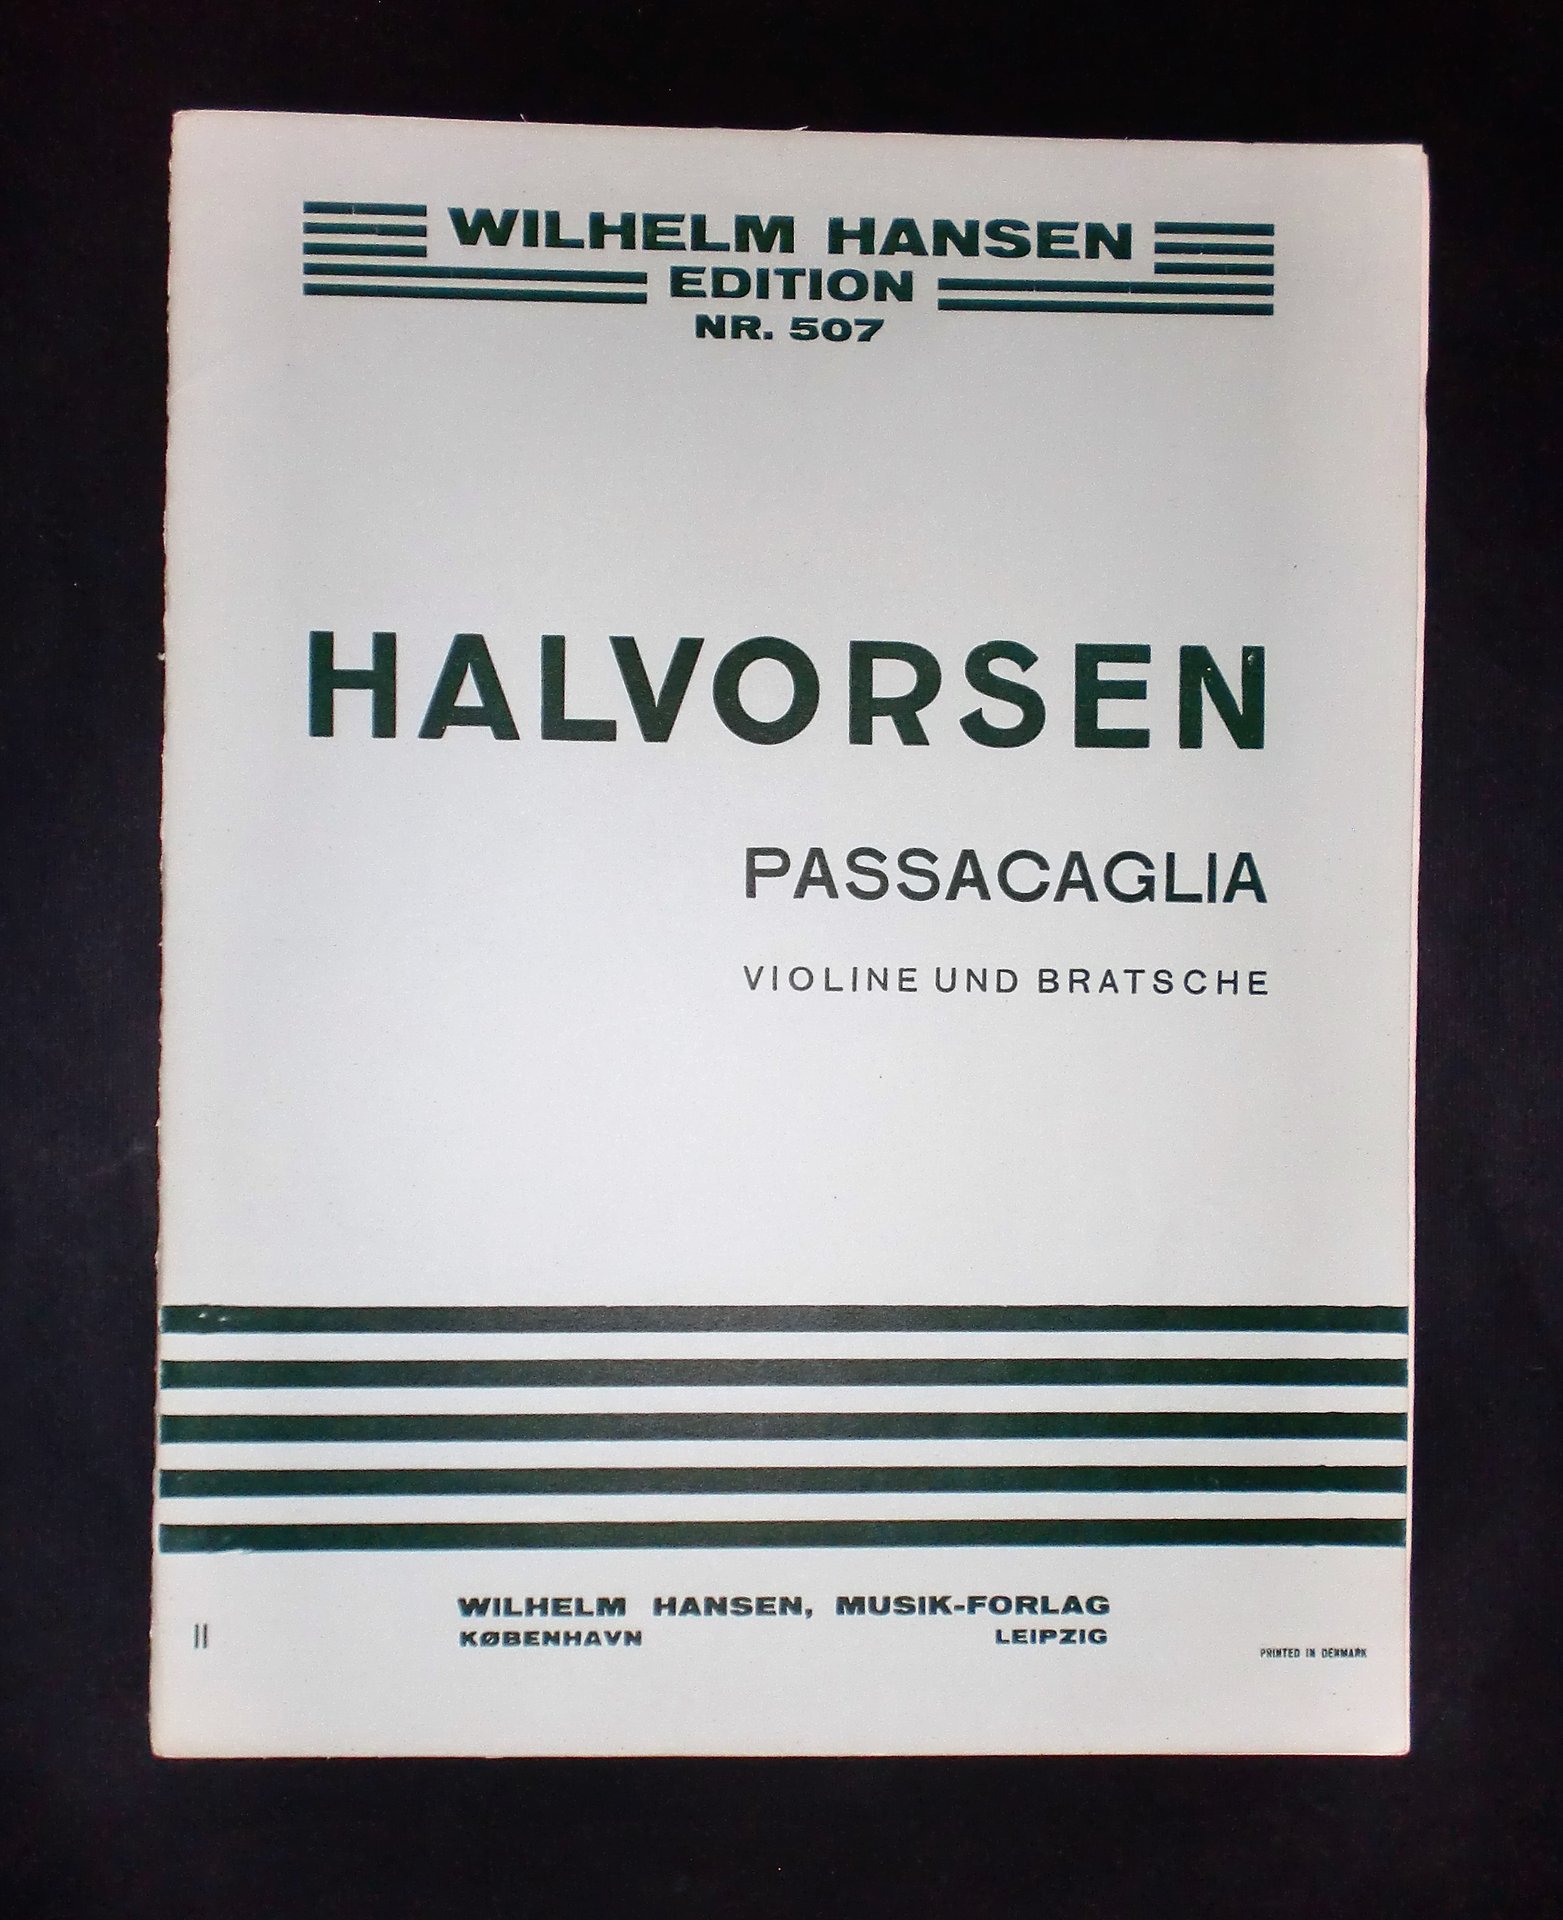 WILHELM HANSEN
EDITION
NR. 507
HALVORSEN
PASSACAGLIA
VIOLINE UND BRATSCHE
WILHELM HANSEN, MUSIK-FORLAG
KØBENHAVN LEIPZIG
II
PRINTED IN DENMARK